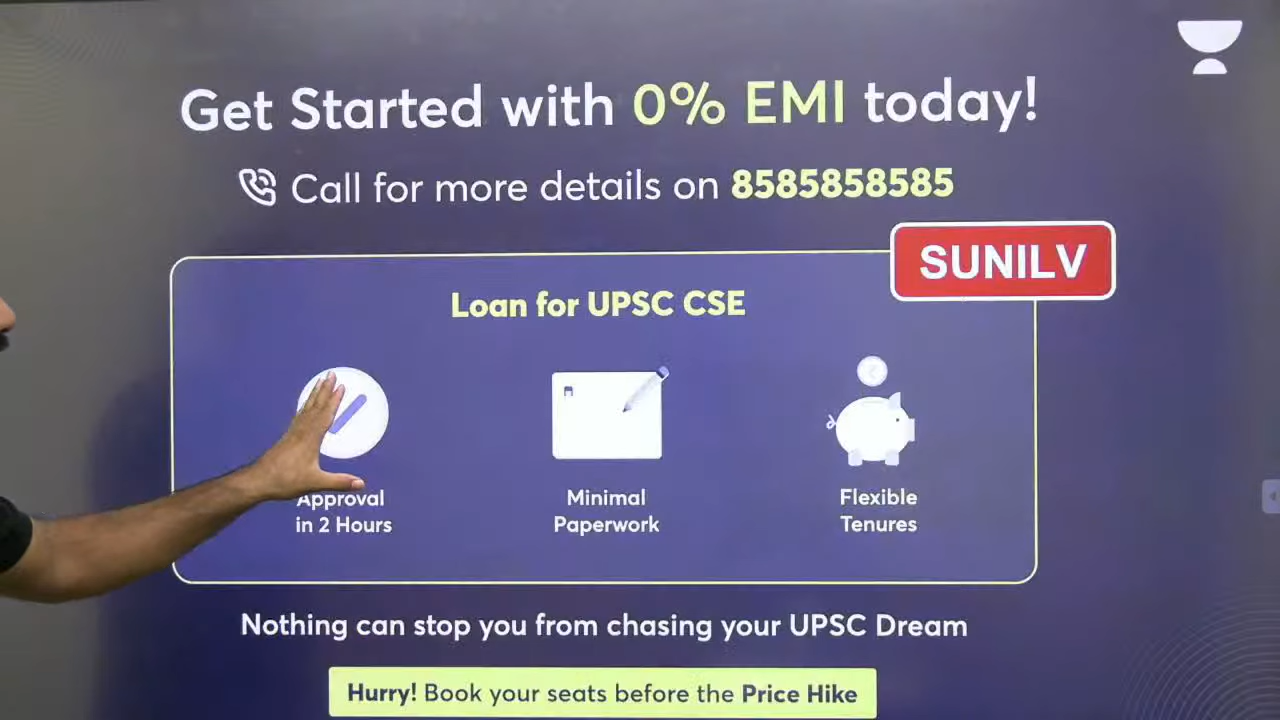 Get Started with 0% EMI today!
Call for more details on 8585858585
SUNILV
Loan for UPSC CSE
Approval
in 2 Hours
Minimal
Paperwork
Flexible
Tenures
Nothing can stop you from chasing your UPSC Dream
Hurry! Book your seats before the Price Hike